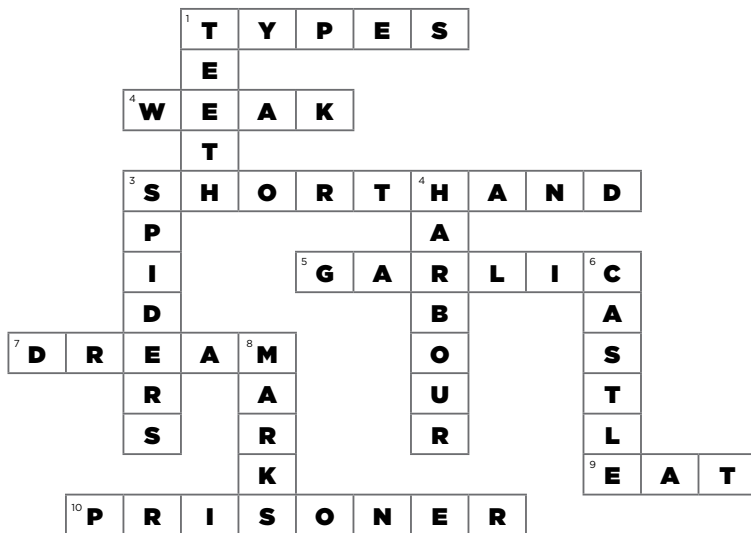 1 T Y P E S
E
4 W E A K
T
3 S H O R T 4 H A N D
P A
I 5 G A R L I 6 C
D B A
7 D R E A 8 M O S
R A U T
S R R L
K 9 E A T
10 P R I S O N E R